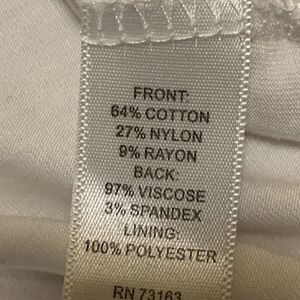 FRONT:
64% COTTON
27% NYLON
9% RAYON
BACK:
97% VISCOSE
3% SPANDEX
LINING:
100% POLYESTER
RN 73163